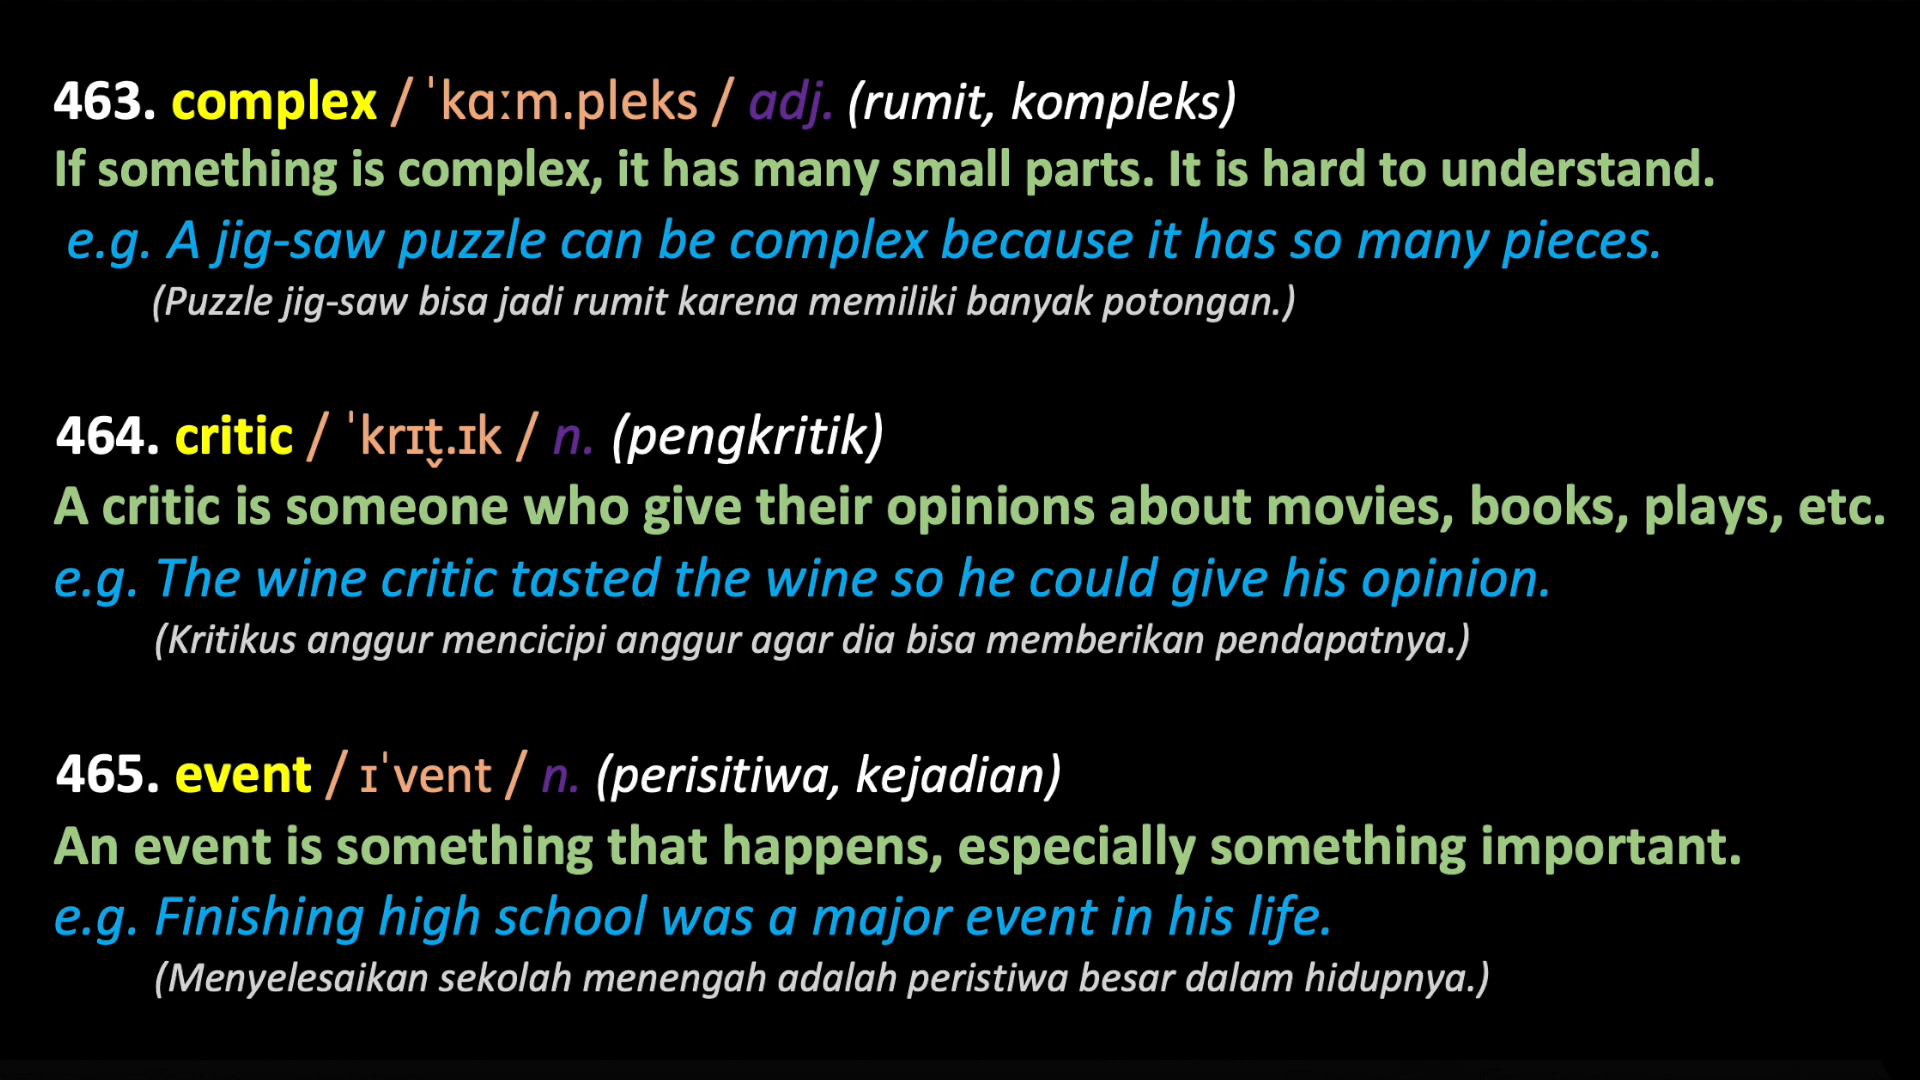 463. complex / ˈkɑːm.pleks / adj. (rumit, kompleks)
If something is complex, it has many small parts. It is hard to understand.
e.g. A jig-saw puzzle can be complex because it has so many pieces.
(Puzzle jig-saw bisa jadi rumit karena memiliki banyak potongan.)
464. critic / ˈkrɪt̬.ɪk / n. (pengkritik)
A critic is someone who give their opinions about movies, books, plays, etc.
e.g. The wine critic tasted the wine so he could give his opinion.
(Kritikus anggur mencicipi anggur agar dia bisa memberikan pendapatnya.)
465. event / ɪˈvent / n. (perisitiwa, kejadian)
An event is something that happens, especially something important.
e.g. Finishing high school was a major event in his life.
(Menyelesaikan sekolah menengah adalah peristiwa besar dalam hidupnya.)